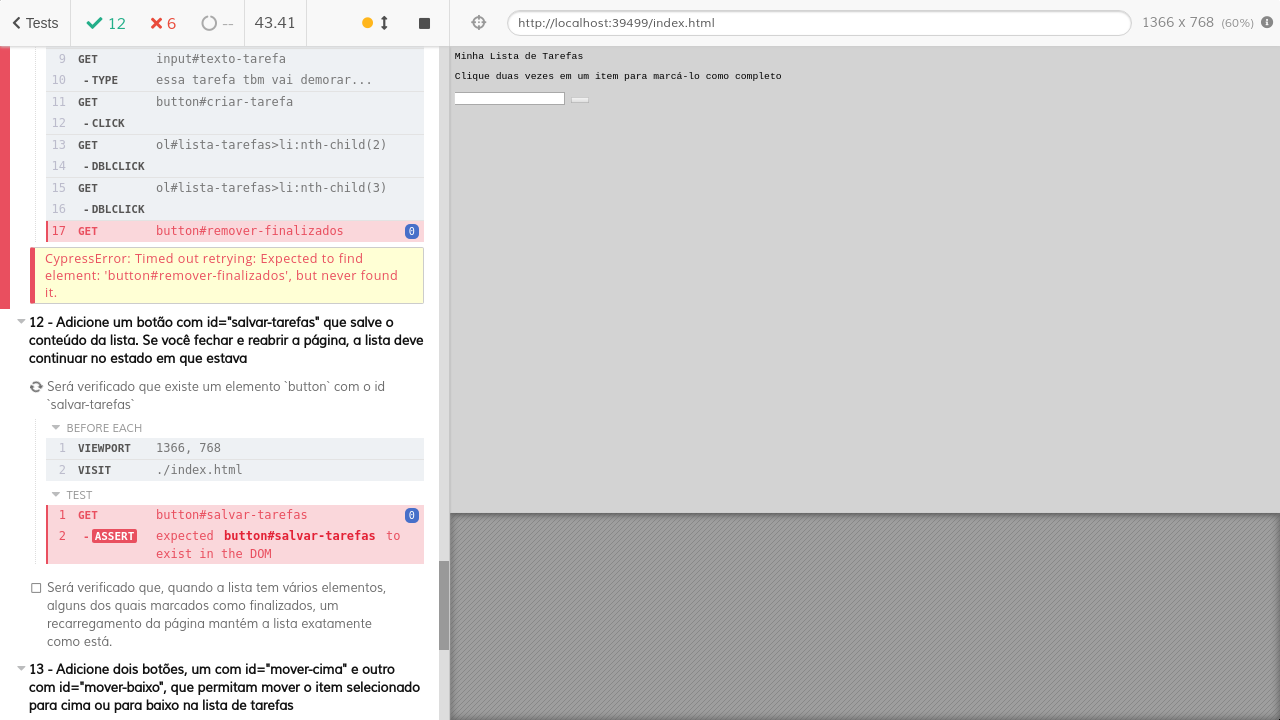 Tests 12 6 -- 43.41 http://localhost:39499/index.html 1366 x 768 (60%)
9 GET input#texto-tarefa
10 - TYPE essa tarefa tbm vai demorar...
11 GET button#criar-tarefa
12 - CLICK
13 GET ol#lista-tarefas>li:nth-child(2)
14 - DBLCLICK
15 GET ol#lista-tarefas>li:nth-child(3)
16 - DBLCLICK
17 GET button#remover-finalizados 0
CypressError: Timed out retrying: Expected to find
element: 'button#remover-finalizados', but never found
it.
12 - Adicione um botão com id="salvar-tarefas" que salve o
conteúdo da lista. Se você fechar e reabrir a página, a lista deve
continuar no estado em que estava
Será verificado que existe um elemento `button` com o id
`salvar-tarefas`
BEFORE EACH
1 VIEWPORT 1366, 768
2 VISIT ./index.html
TEST
1 GET button#salvar-tarefas 0
2 - ASSERT expected button#salvar-tarefas to
exist in the DOM
Será verificado que, quando a lista tem vários elementos,
alguns dos quais marcados como finalizados, um
recarregamento da página mantém a lista exatamente
como está.
13 - Adicione dois botões, um com id="mover-cima" e outro
com id="mover-baixo", que permitam mover o item selecionado
para cima ou para baixo na lista de tarefas
Minha Lista de Tarefas
Clique duas vezes em um item para marcá-lo como completo